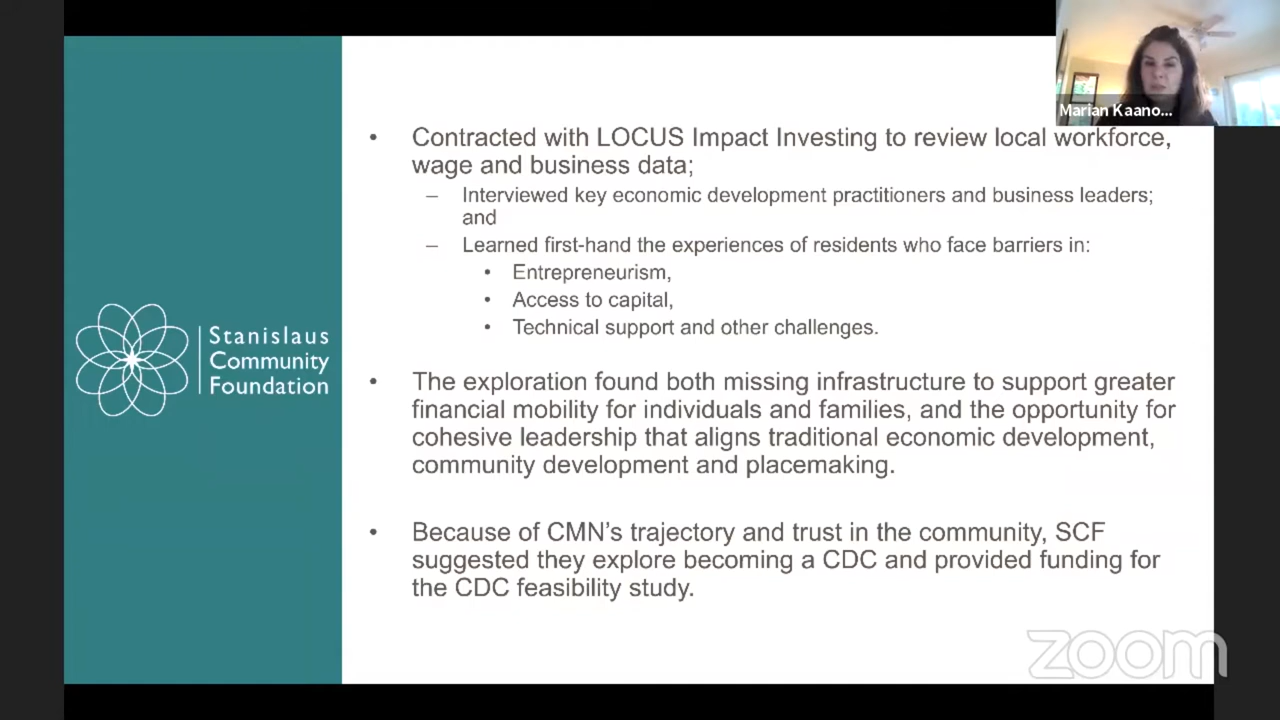 Marian Kaano...
• Contracted with LOCUS Impact Investing to review local workforce,
wage and business data;
– Interviewed key economic development practitioners and business leaders;
and
– Learned first-hand the experiences of residents who face barriers in:
• Entrepreneurism,
• Access to capital,
• Technical support and other challenges.
Stanislaus
Community
Foundation
• The exploration found both missing infrastructure to support greater
financial mobility for individuals and families, and the opportunity for
cohesive leadership that aligns traditional economic development,
community development and placemaking.
• Because of CMN’s trajectory and trust in the community, SCF
suggested they explore becoming a CDC and provided funding for
the CDC feasibility study.
zoom